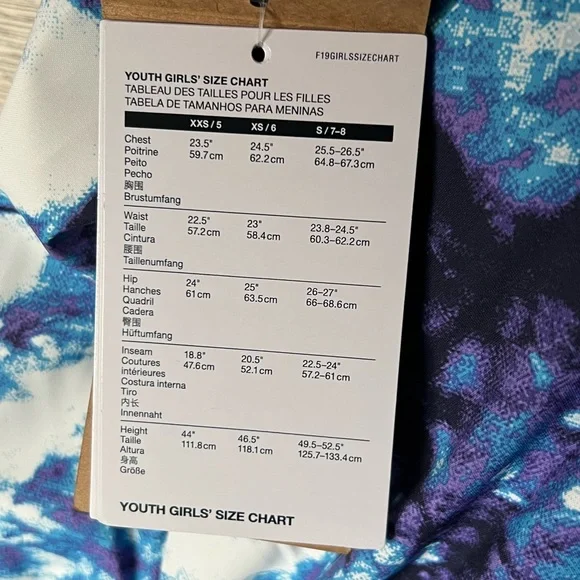 F19GIRLSSIZECHART
YOUTH GIRLS' SIZE CHART
TABLEAU DES TAILLES POUR LES FILLES
TABELA DE TAMANHOS PARA MENINAS
XXS / 5 XS / 6 S / 7–8
Chest 23.5" 24.5" 25.5–26.5"
Poitrine 59.7cm 62.2cm 64.8–67.3cm
Peito
Pecho
胸围
Brustumfang
Waist 22.5" 23" 23.8–24.5"
Taille 57.2cm 58.4cm 60.3–62.2cm
Cintura
腰围
Taillenumfang
Hip 24" 25" 26–27"
Hanches 61cm 63.5cm 66–68.6cm
Quadril
Cadera
臀围
Hüftumfang
Inseam 18.8" 20.5" 22.5–24"
Coutures 47.6cm 52.1cm 57.2–61cm
intérieures
Costura interna
Tiro
内长
Innennaht
Height 44" 46.5" 49.5–52.5"
Taille 111.8cm 118.1cm 125.7–133.4cm
Altura
身高
Größe
YOUTH GIRLS' SIZE CHART